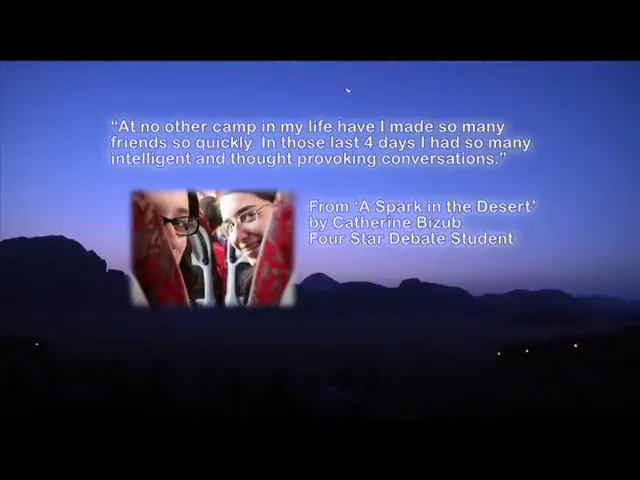 “At no other camp in my life have I made so many
friends so quickly. In those last 4 days I had so many
intelligent and thought provoking conversations.”
From ‘A Spark in the Desert’
by Catherine Bizub
Four Star Debate Student